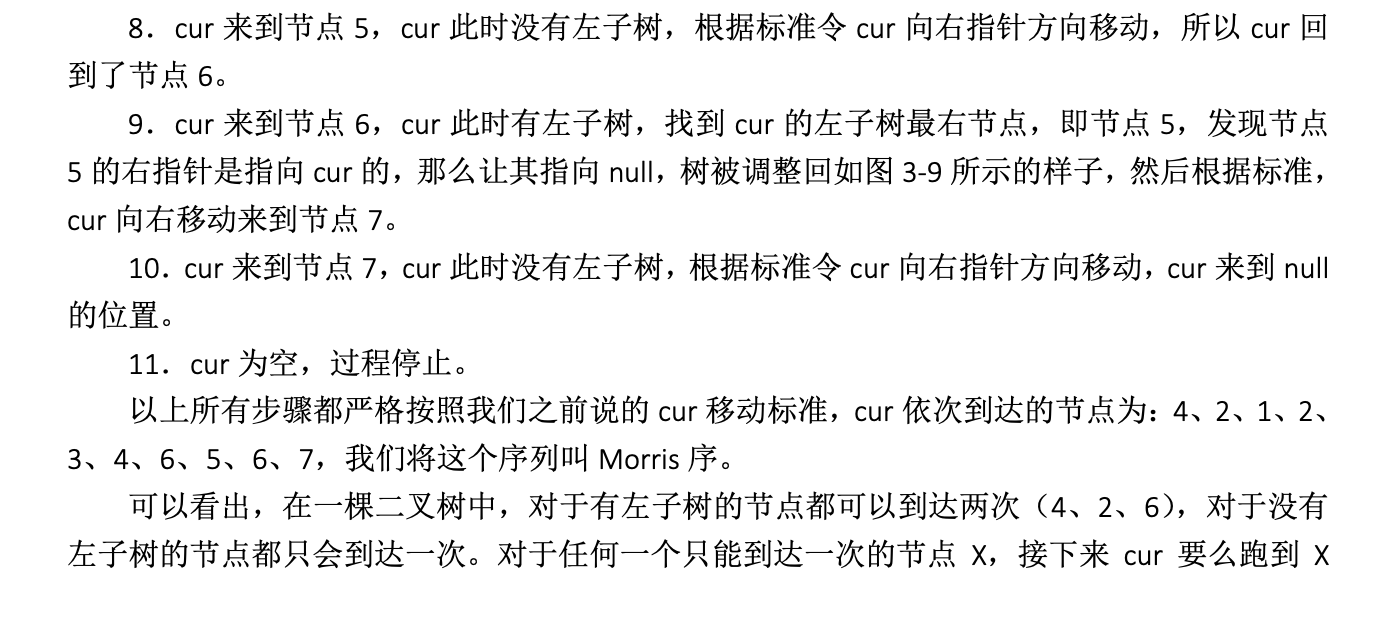 8．cur 来到节点 5，cur 此时没有左子树，根据标准令 cur 向右指针方向移动，所以 cur 回
到了节点 6。
9．cur 来到节点 6，cur 此时有左子树，找到 cur 的左子树最右节点，即节点 5，发现节点
5 的右指针是指向 cur 的，那么让其指向 null，树被调整回如图 3-9 所示的样子，然后根据标准，
cur 向右移动来到节点 7。
10．cur 来到节点 7，cur 此时没有左子树，根据标准令 cur 向右指针方向移动，cur 来到 null
的位置。
11．cur 为空，过程停止。
以上所有步骤都严格按照我们之前说的 cur 移动标准，cur 依次到达的节点为：4、2、1、2、
3、4、6、5、6、7，我们将这个序列叫 Morris 序。
可以看出，在一棵二叉树中，对于有左子树的节点都可以到达两次（4、2、6），对于没有
左子树的节点都只会到达一次。对于任何一个只能到达一次的节点 X，接下来 cur 要么跑到 X